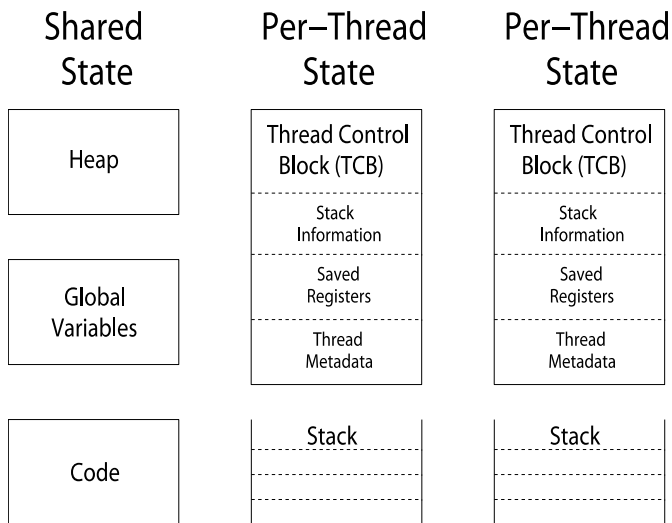 Shared
State
Heap
Global
Variables
Code
Per–Thread
State
Thread Control
Block (TCB)
Stack
Information
Saved
Registers
Thread
Metadata
Stack
Per–Thread
State
Thread Control
Block (TCB)
Stack
Information
Saved
Registers
Thread
Metadata
Stack